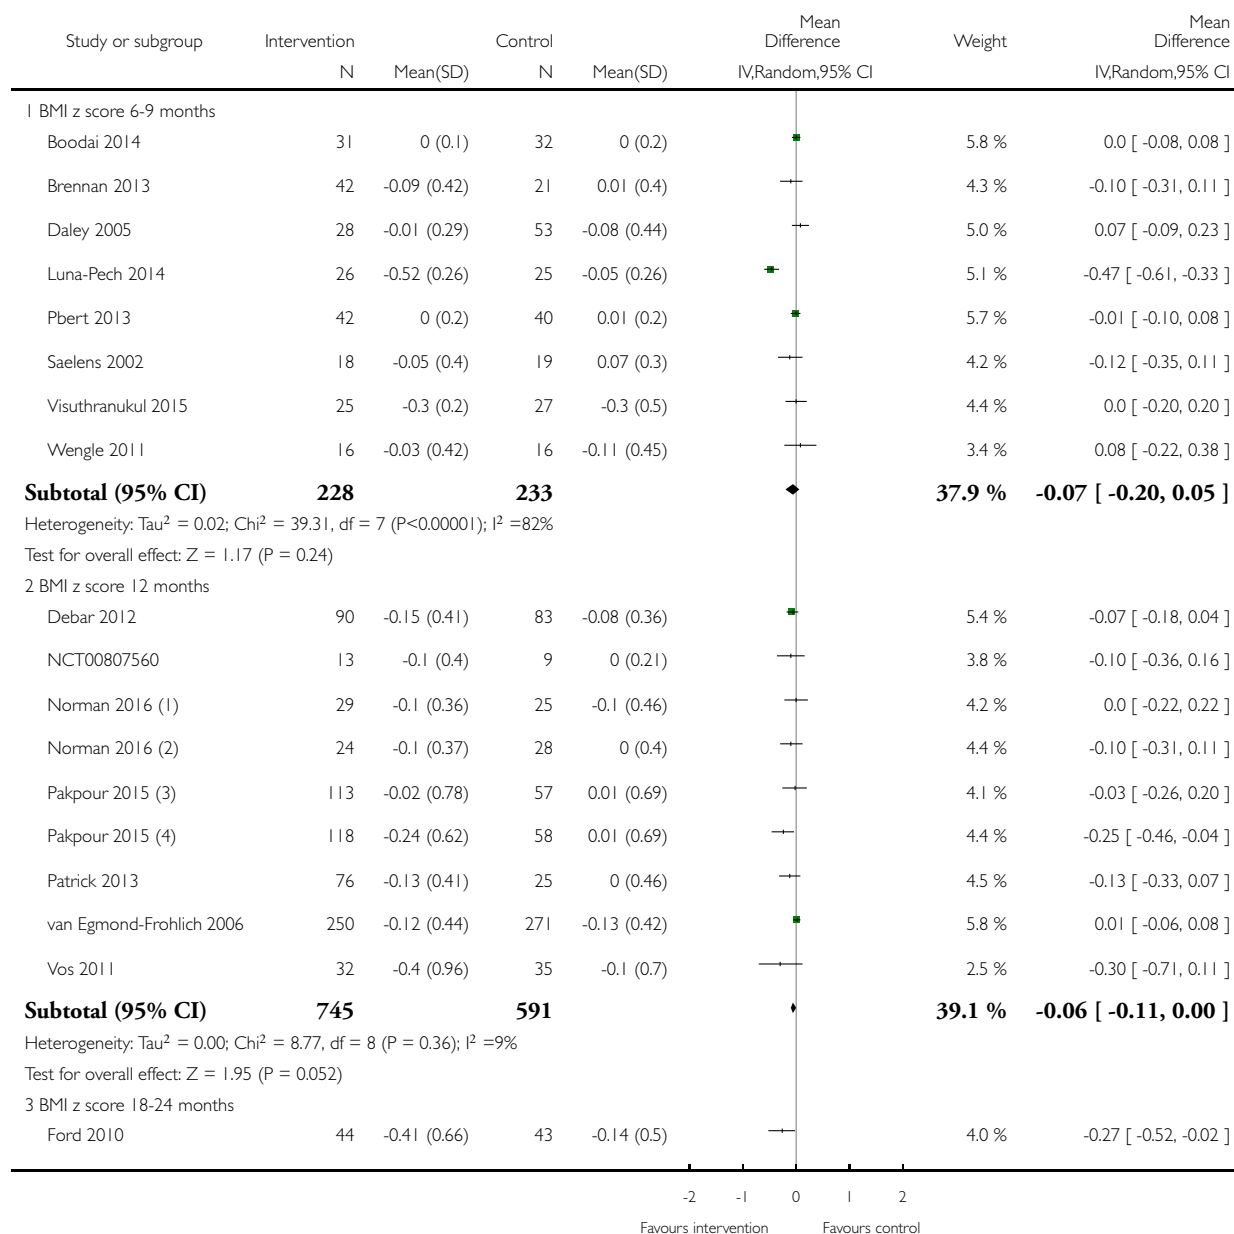 Mean Mean
Study or subgroup Intervention Control Difference Weight Difference
N Mean(SD) N Mean(SD) IV,Random,95% CI IV,Random,95% CI
1 BMI z score 6-9 months
Boodai 2014 31 0 (0.1) 32 0 (0.2) 5.8 % 0.0 [ -0.08, 0.08 ]
Brennan 2013 42 -0.09 (0.42) 21 0.01 (0.4) 4.3 % -0.10 [ -0.31, 0.11 ]
Daley 2005 28 -0.01 (0.29) 53 -0.08 (0.44) 5.0 % 0.07 [ -0.09, 0.23 ]
Luna-Pech 2014 26 -0.52 (0.26) 25 -0.05 (0.26) 5.1 % -0.47 [ -0.61, -0.33 ]
Pbert 2013 42 0 (0.2) 40 0.01 (0.2) 5.7 % -0.01 [ -0.10, 0.08 ]
Saelens 2002 18 -0.05 (0.4) 19 0.07 (0.3) 4.2 % -0.12 [ -0.35, 0.11 ]
Visuthranukul 2015 25 -0.3 (0.2) 27 -0.3 (0.5) 4.4 % 0.0 [ -0.20, 0.20 ]
Wengle 2011 16 -0.03 (0.42) 16 -0.11 (0.45) 3.4 % 0.08 [ -0.22, 0.38 ]
Subtotal (95% CI) 228 233 37.9 % -0.07 [ -0.20, 0.05 ]
Heterogeneity: Tau² = 0.02; Chi² = 39.31, df = 7 (P<0.00001); I² =82%
Test for overall effect: Z = 1.17 (P = 0.24)
2 BMI z score 12 months
Debar 2012 90 -0.15 (0.41) 83 -0.08 (0.36) 5.4 % -0.07 [ -0.18, 0.04 ]
NCT00807560 13 -0.1 (0.4) 9 0 (0.21) 3.8 % -0.10 [ -0.36, 0.16 ]
Norman 2016 (1) 29 -0.1 (0.36) 25 -0.1 (0.46) 4.2 % 0.0 [ -0.22, 0.22 ]
Norman 2016 (2) 24 -0.1 (0.37) 28 0 (0.4) 4.4 % -0.10 [ -0.31, 0.11 ]
Pakpour 2015 (3) 113 -0.02 (0.78) 57 0.01 (0.69) 4.1 % -0.03 [ -0.26, 0.20 ]
Pakpour 2015 (4) 118 -0.24 (0.62) 58 0.01 (0.69) 4.4 % -0.25 [ -0.46, -0.04 ]
Patrick 2013 76 -0.13 (0.41) 25 0 (0.46) 4.5 % -0.13 [ -0.33, 0.07 ]
van Egmond-Frohlich 2006 250 -0.12 (0.44) 271 -0.13 (0.42) 5.8 % 0.01 [ -0.06, 0.08 ]
Vos 2011 32 -0.4 (0.96) 35 -0.1 (0.7) 2.5 % -0.30 [ -0.71, 0.11 ]
Subtotal (95% CI) 745 591 39.1 % -0.06 [ -0.11, 0.00 ]
Heterogeneity: Tau² = 0.00; Chi² = 8.77, df = 8 (P = 0.36); I² =9%
Test for overall effect: Z = 1.95 (P = 0.052)
3 BMI z score 18-24 months
Ford 2010 44 -0.41 (0.66) 43 -0.14 (0.5) 4.0 % -0.27 [ -0.52, -0.02 ]
-2 -1 0 1 2
Favours intervention Favours control